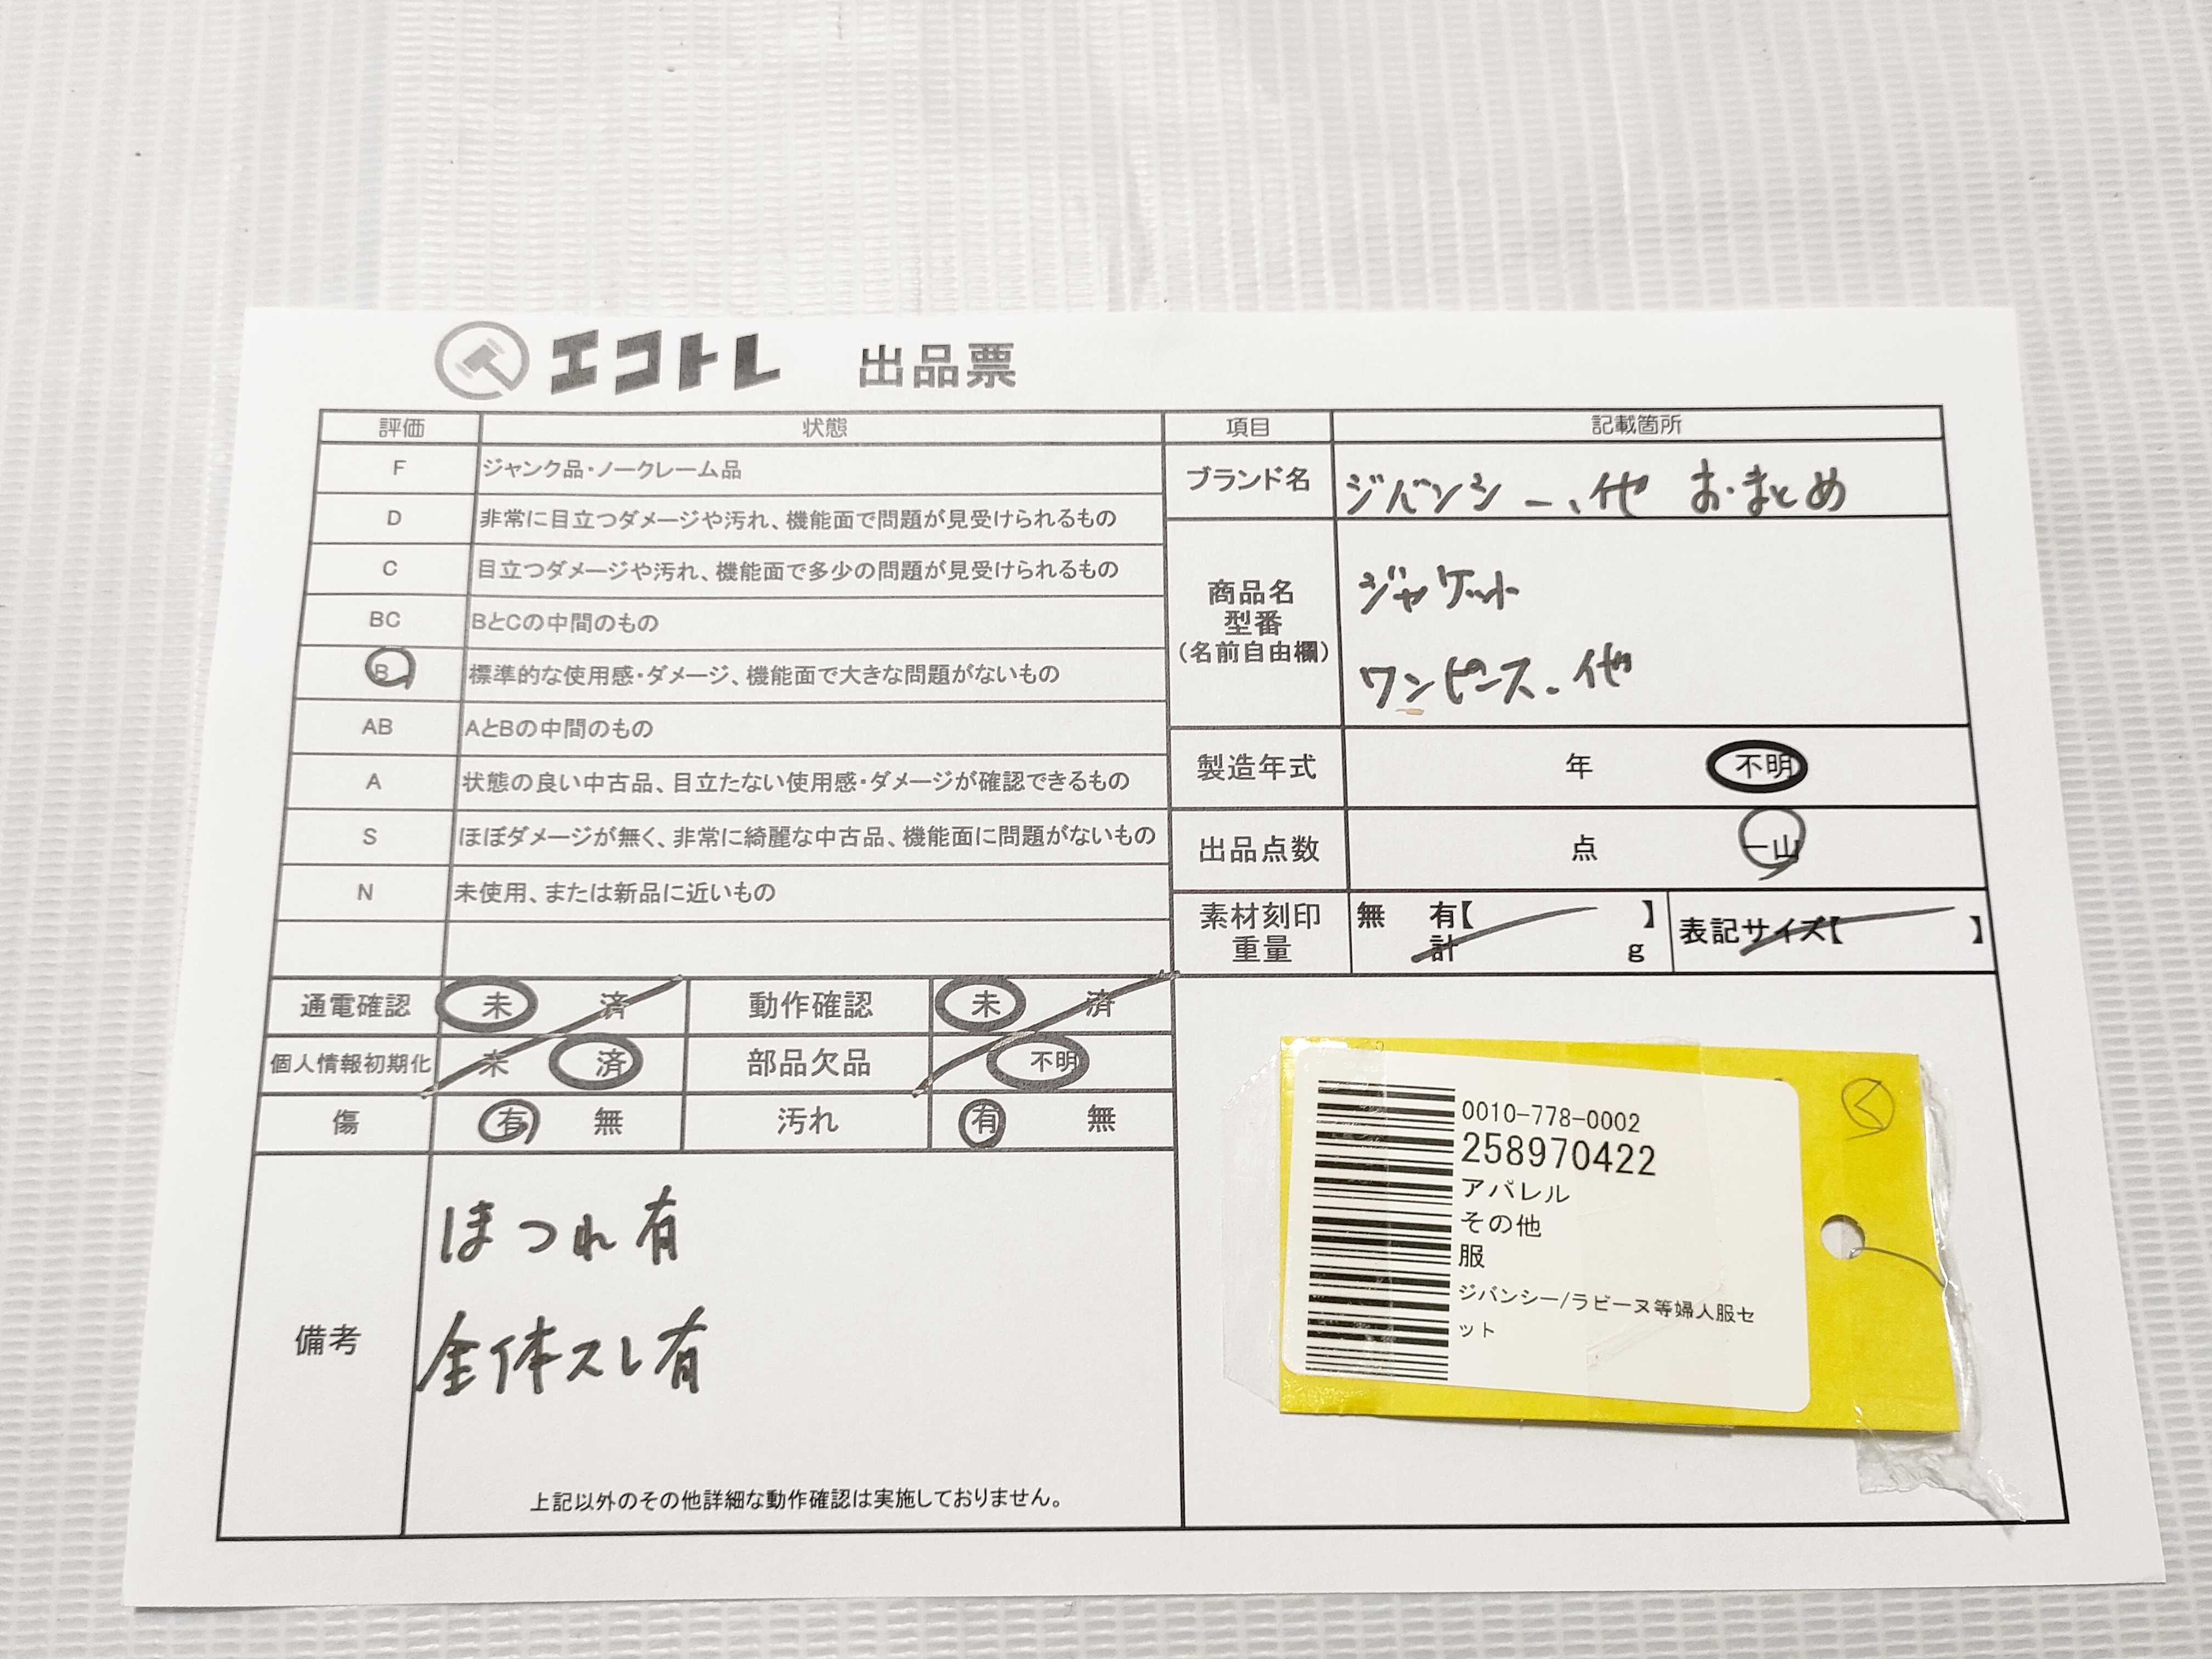 エコトレ 出品票
評価 状態 項目 記載箇所
F ジャンク品・ノークレーム品
D 非常に目立つダメージや汚れ、機能面で問題が見受けられるもの
C 目立つダメージや汚れ、機能面で多少の問題が見受けられるもの
BC BとCの中間のもの
B 標準的な使用感・ダメージ、機能面で大きな問題がないもの
AB AとBの中間のもの
A 状態の良い中古品、目立たない使用感・ダメージが確認できるもの
S ほぼダメージが無く、非常に綺麗な中古品、機能面に問題がないもの
N 未使用、または新品に近いもの
ブランド名 ジバンシー、他 おまとめ
商品名
型番
(名前自由欄)
ジャケット
ワンピース、他
製造年式 年 不明
出品点数 点 一山
素材刻印
重量
無 有【 】
計 g
表記サイズ【 】
通電確認 未 済 動作確認 未 済
個人情報初期化 未 済 部品欠品 不明
傷 有 無 汚れ 有 無
備考
ほつれ有
全体スレ有
上記以外のその他詳細な動作確認は実施しておりません。
0010-778-0002
258970422
アパレル
その他
服
ジバンシー/ラピーヌ等婦人服セ
ット